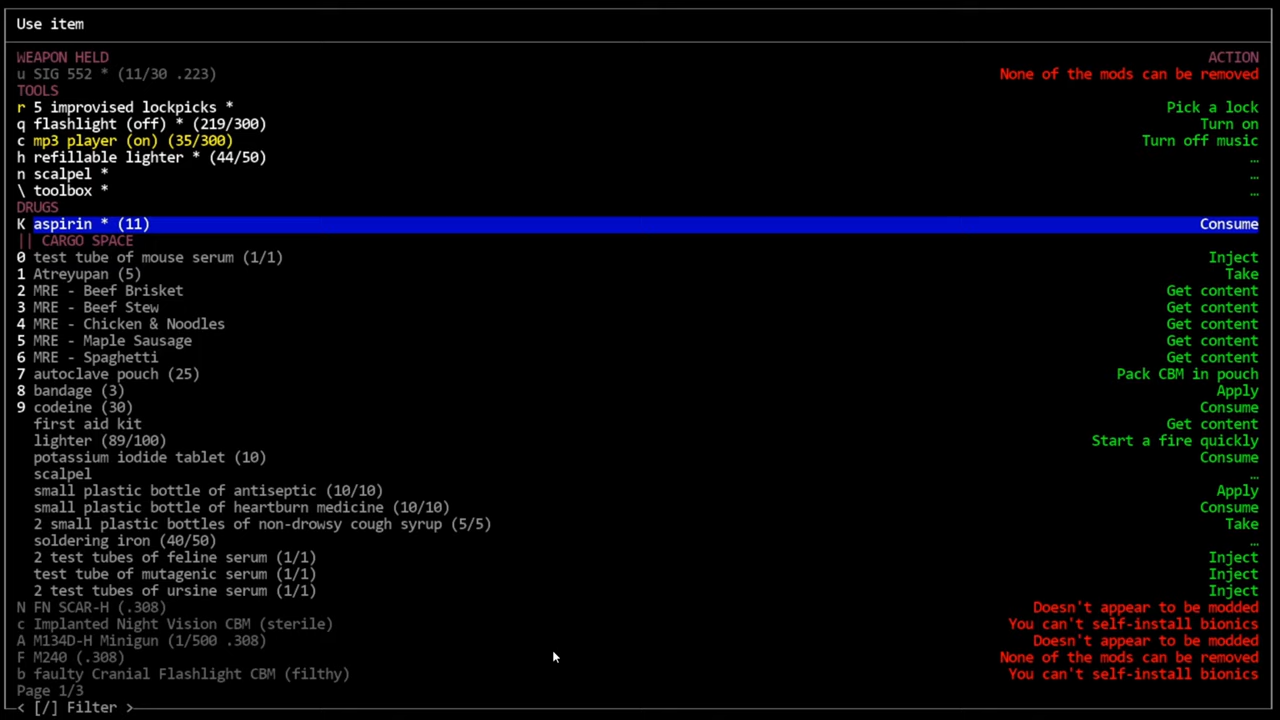 Use item
WEAPON HELD ACTION
u SIG 552 * (11/30 .223) None of the mods can be removed
TOOLS
r 5 improvised lockpicks * Pick a lock
q flashlight (off) * (219/300) Turn on
c mp3 player (on) (35/300) Turn off music
h refillable lighter * (44/50) …
n scalpel * …
\ toolbox * …
DRUGS
K aspirin * (11) Consume
|| CARGO SPACE
0 test tube of mouse serum (1/1) Inject
1 Atreyupan (5) Take
2 MRE - Beef Brisket Get content
3 MRE - Beef Stew Get content
4 MRE - Chicken & Noodles Get content
5 MRE - Maple Sausage Get content
6 MRE - Spaghetti Get content
7 autoclave pouch (25) Pack CBM in pouch
8 bandage (3) Apply
9 codeine (30) Consume
first aid kit Get content
lighter (89/100) Start a fire quickly
potassium iodide tablet (10) Consume
scalpel …
small plastic bottle of antiseptic (10/10) Apply
small plastic bottle of heartburn medicine (10/10) Consume
2 small plastic bottles of non-drowsy cough syrup (5/5) Take
soldering iron (40/50) …
2 test tubes of feline serum (1/1) Inject
test tube of mutagenic serum (1/1) Inject
2 test tubes of ursine serum (1/1) Inject
N FN SCAR-H (.308) Doesn't appear to be modded
c Implanted Night Vision CBM (sterile) You can't self-install bionics
A M134D-H Minigun (1/500 .308) Doesn't appear to be modded
F M240 (.308) None of the mods can be removed
b faulty Cranial Flashlight CBM (filthy) You can't self-install bionics
Page 1/3
< [/] Filter >